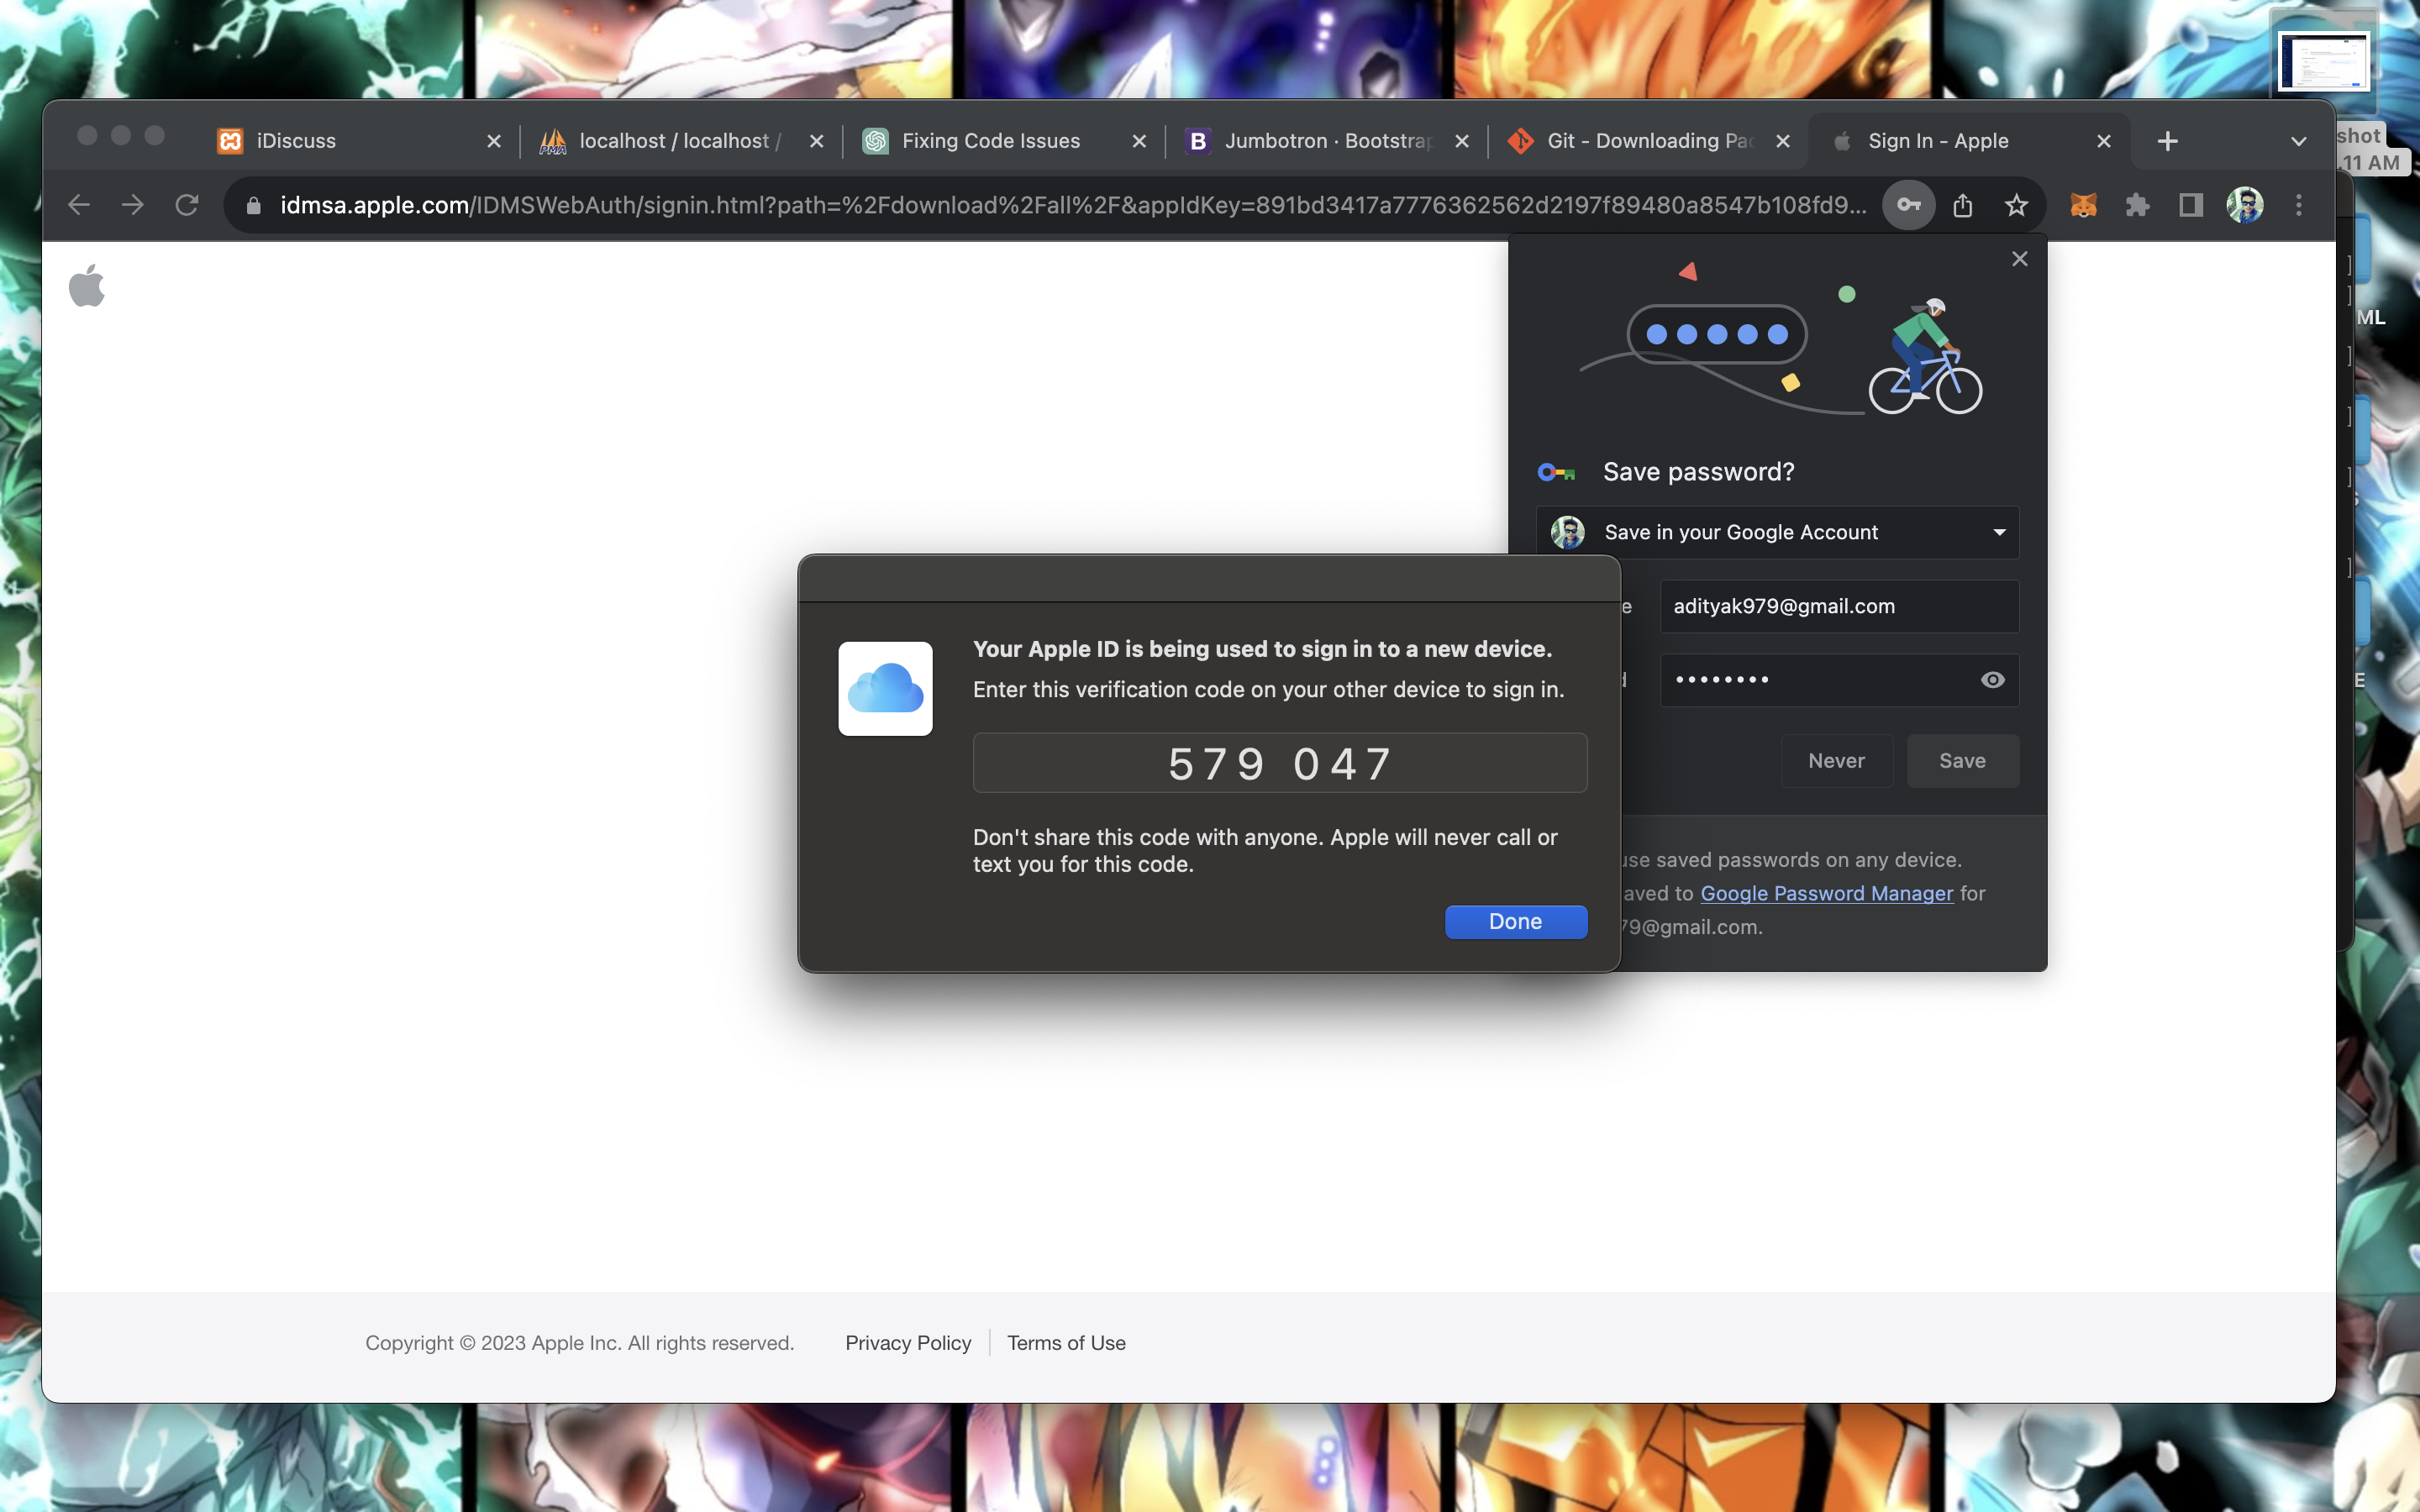 shot
.11 AM
iDiscuss
localhost / localhost /
Fixing Code Issues
Jumbotron · Bootstrap
Git - Downloading Pac
Sign In - Apple
idmsa.apple.com/IDMSWebAuth/signin.html?path=%2Fdownload%2Fall%2F&appIdKey=891bd3417a7776362562d2197f89480a8547b108fd9...
ML
Save password?
Save in your Google Account
e
adityak979@gmail.com
d
••••••••
E
Never
Save
use saved passwords on any device.
aved to Google Password Manager for
79@gmail.com.
Your Apple ID is being used to sign in to a new device.
Enter this verification code on your other device to sign in.
579 047
Don't share this code with anyone. Apple will never call or
text you for this code.
Done
Copyright © 2023 Apple Inc. All rights reserved.
Privacy Policy
Terms of Use